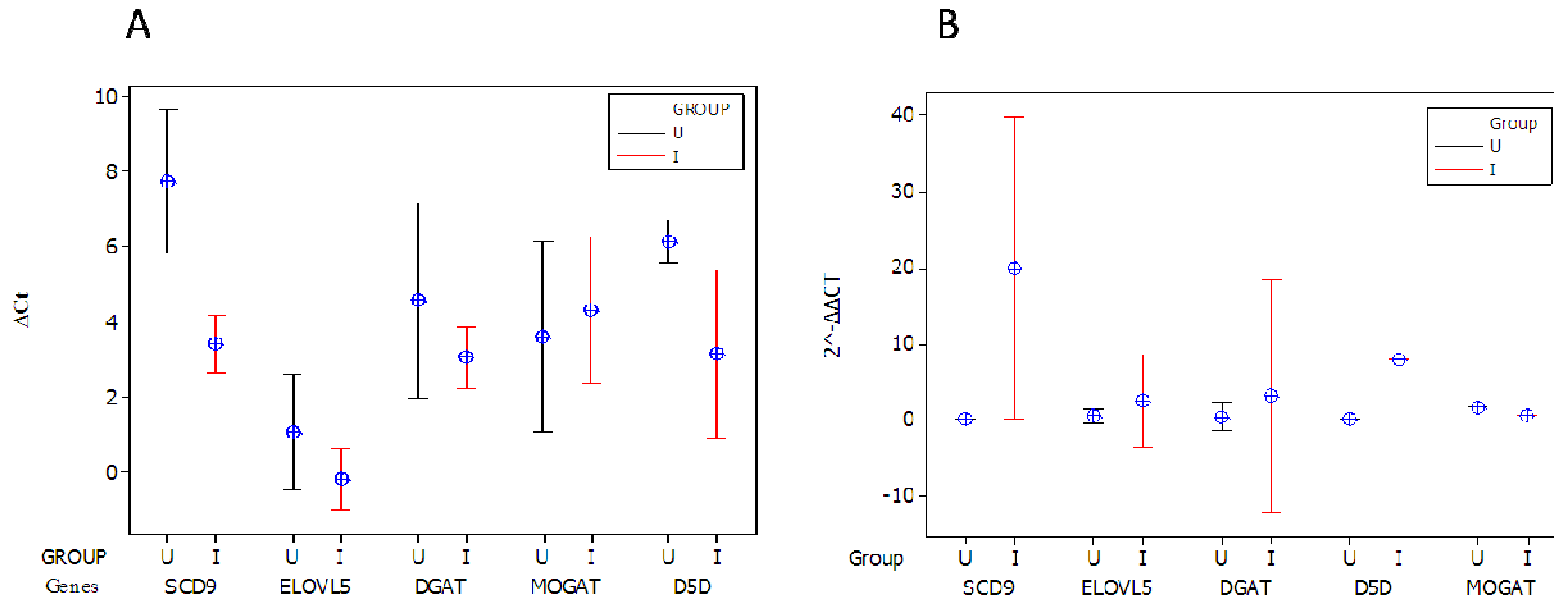 A
B
10
8
6
4
2
0
ΔCt
GROUP
U
I
GROUP U I U I U I U I U I
Genes SCD9 ELOVL5 DGAT MOGAT D5D
40
30
20
10
0
-10
2^-ΔΔCT
Group
U
I
Group U I U I U I U I U I
SCD9 ELOVL5 DGAT D5D MOGAT